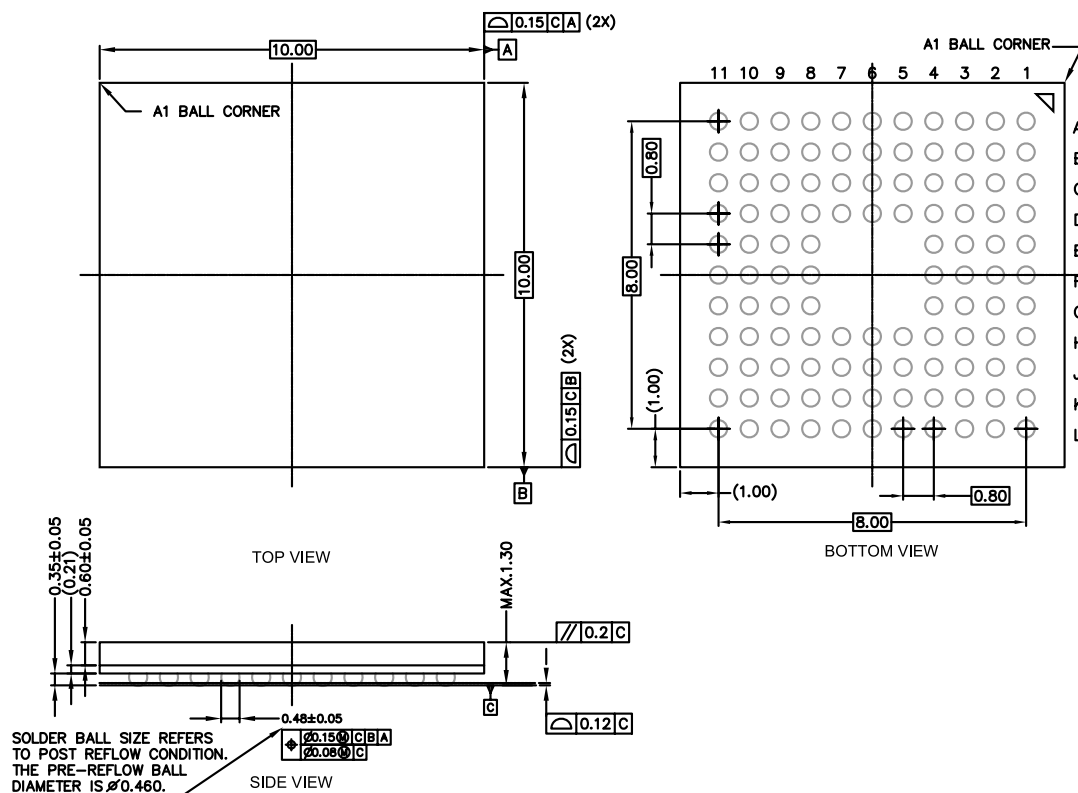 ⌓ 0.15 C A (2X)
10.00
A
A1 BALL CORNER
10.00
⌓ 0.15 C B (2X)
B
TOP VIEW
A1 BALL CORNER
11 10 9 8 7 6 5 4 3 2 1
0.80
8.00
(1.00)
(1.00)
0.80
8.00
BOTTOM VIEW
0.35±0.05
(0.21)
0.60±0.05
MAX.1.30
// 0.2 C
C
⌓ 0.12 C
0.48±0.05
⌖ Ø0.15Ⓜ C B A
Ø0.08Ⓜ C
SOLDER BALL SIZE REFERS
TO POST REFLOW CONDITION.
THE PRE-REFLOW BALL
DIAMETER IS Ø0.460.
SIDE VIEW